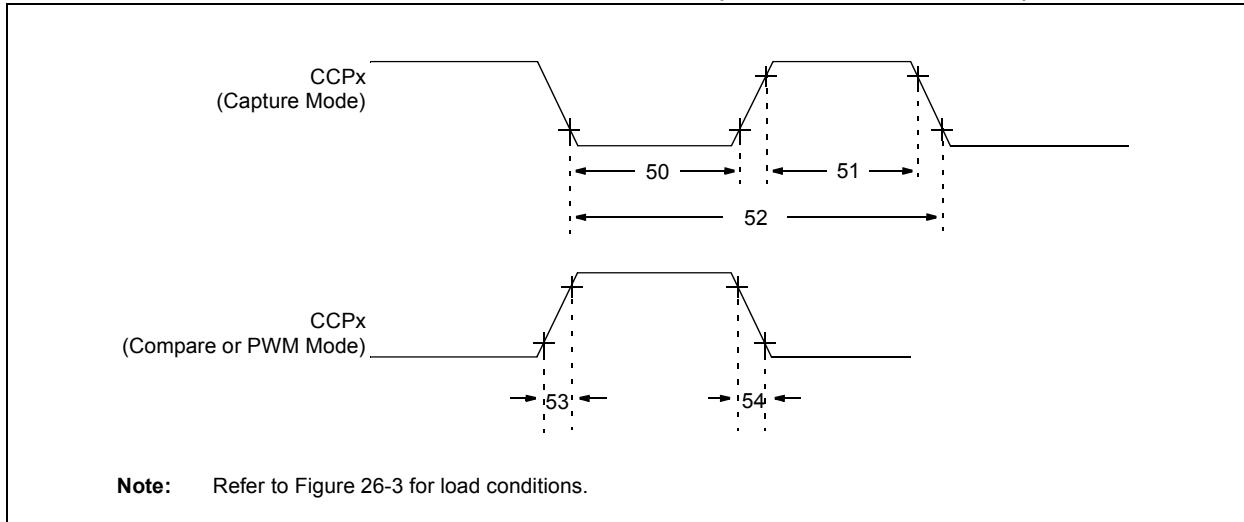 CCPx
(Capture Mode)
50
51
52
CCPx
(Compare or PWM Mode)
53
54
Note: Refer to Figure 26-3 for load conditions.